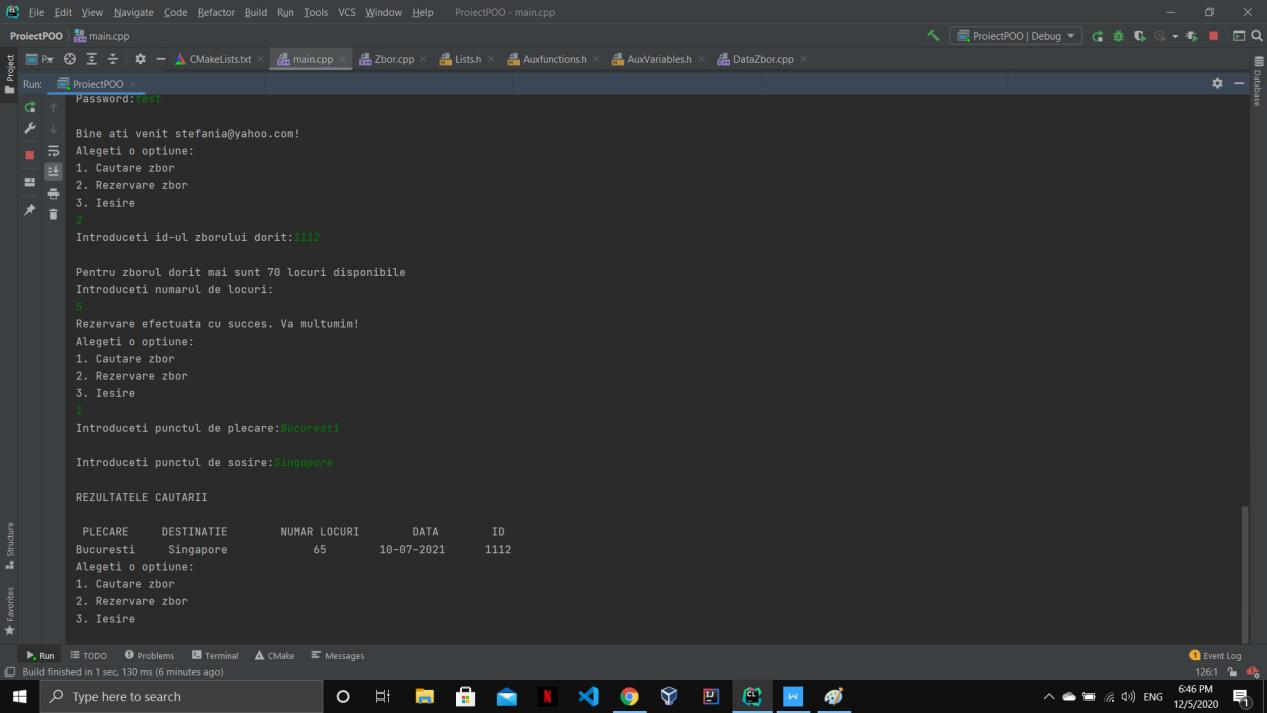 File Edit View Navigate Code Refactor Build Run Tools VCS Window Help ProiectPOO - main.cpp
ProiectPOO main.cpp ProiectPOO | Debug
Project
CMakeLists.txt main.cpp Zbor.cpp Lists.h Auxfunctions.h AuxVariables.h DataZbor.cpp
Database
Run: ProiectPOO
Password:test
Bine ati venit stefania@yahoo.com!
Alegeti o optiune:
1. Cautare zbor
2. Rezervare zbor
3. Iesire
2
Introduceti id-ul zborului dorit:1112
Pentru zborul dorit mai sunt 70 locuri disponibile
Introduceti numarul de locuri:
5
Rezervare efectuata cu succes. Va multumim!
Alegeti o optiune:
1. Cautare zbor
2. Rezervare zbor
3. Iesire
1
Introduceti punctul de plecare:Bucuresti
Introduceti punctul de sosire:Singapore
REZULTATELE CAUTARII
PLECARE DESTINATIE NUMAR LOCURI DATA ID
Bucuresti Singapore 65 10-07-2021 1112
Alegeti o optiune:
1. Cautare zbor
2. Rezervare zbor
3. Iesire
Structure
Favorites
Run TODO Problems Terminal CMake Messages 1 Event Log
Build finished in 1 sec, 130 ms (6 minutes ago) 126:1
Type here to search
ENG 6:46 PM
12/5/2020 1